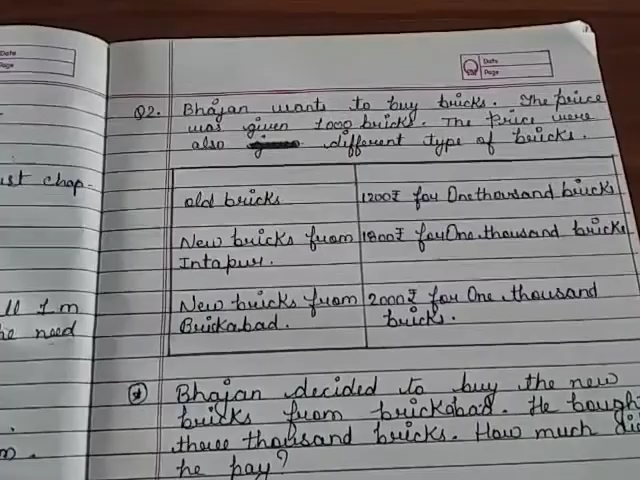 Date
Page
Date
Page
Q2. Bhajan wants to buy bricks. The price
was given 1000 bricks. The Price were
also different type of bricks.
old bricks 1200₹ for One thousand bricks
New bricks from Intapur. 1800₹ for One thousand bricks
New bricks from Brickabad. 2000₹ for One thousand bricks.
Bhajan decided to buy the new
bricks from brickabad. He bought
three thousand bricks. How much did
he pay?
ust chap-
ll 1 m
he need
m.